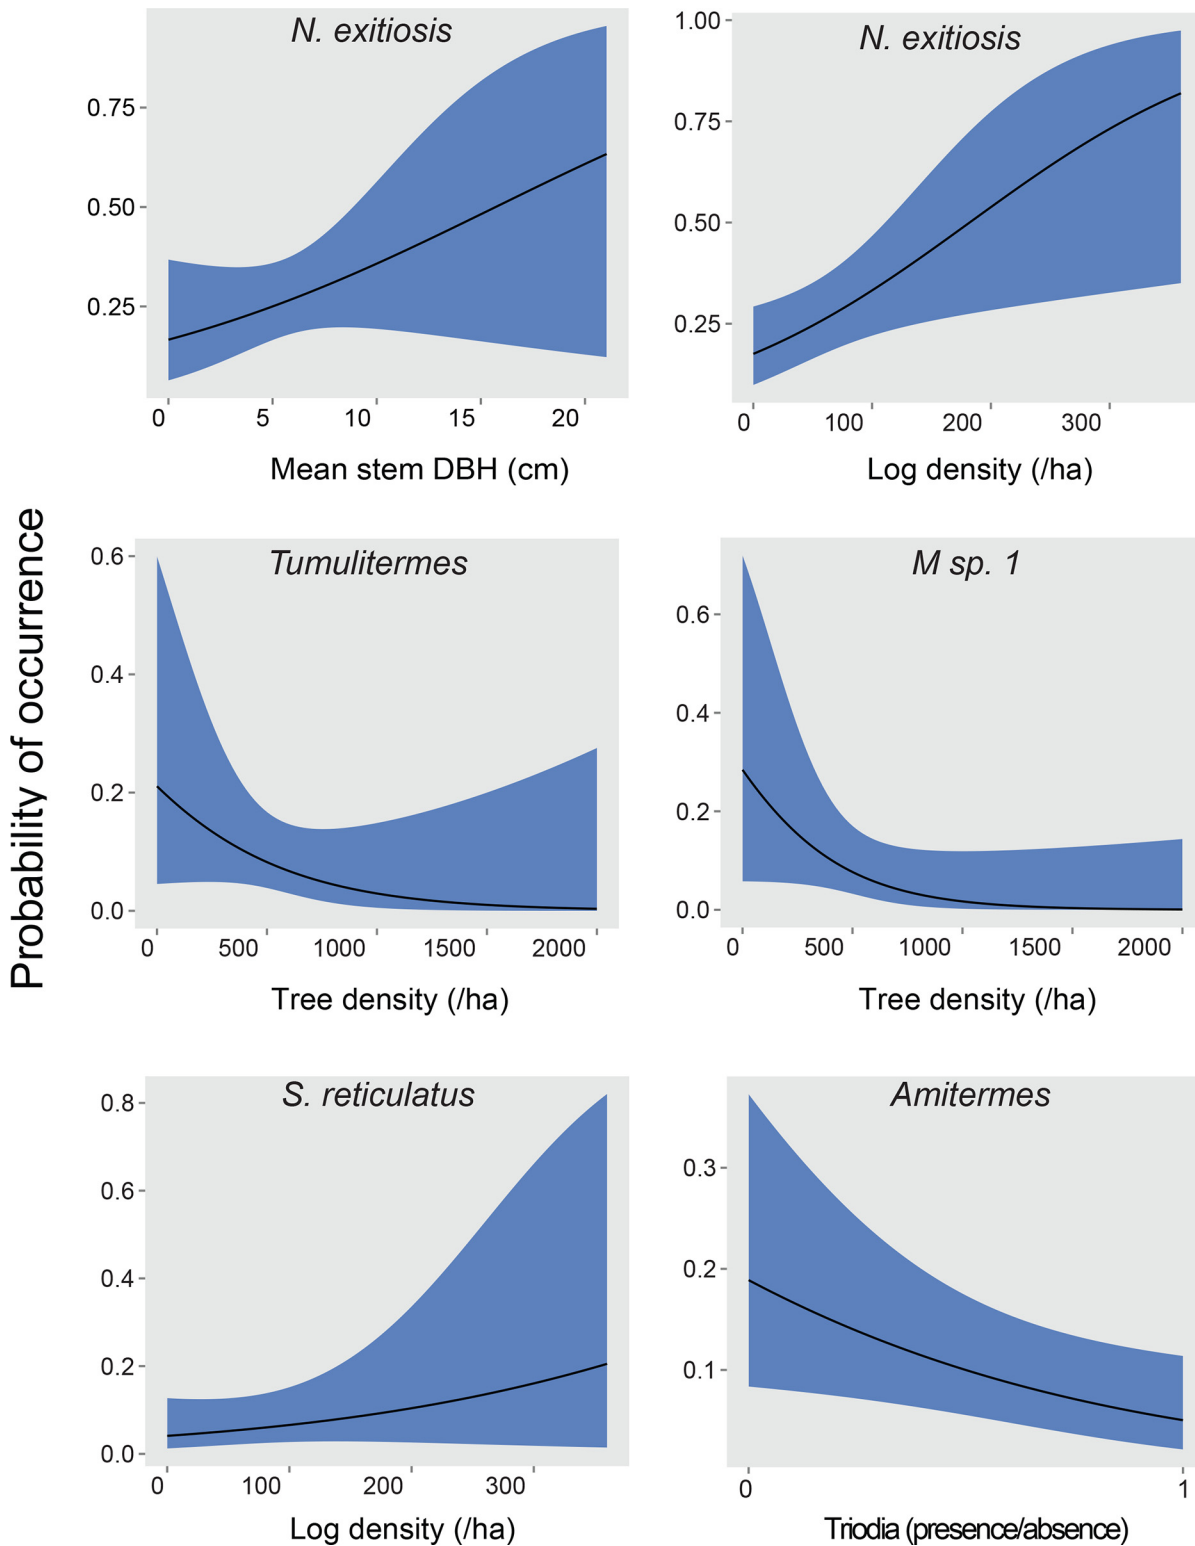 Probability of occurrence
N. exitiosis
0.75
0.50
0.25
0 5 10 15 20
Mean stem DBH (cm)
N. exitiosis
1.00
0.75
0.50
0.25
0 100 200 300
Log density (/ha)
Tumulitermes
0.6
0.4
0.2
0.0
0 500 1000 1500 2000
Tree density (/ha)
M sp. 1
0.6
0.4
0.2
0.0
0 500 1000 1500 2000
Tree density (/ha)
S. reticulatus
0.8
0.6
0.4
0.2
0.0
0 100 200 300
Log density (/ha)
Amitermes
0.3
0.2
0.1
0 1
Triodia (presence/absence)